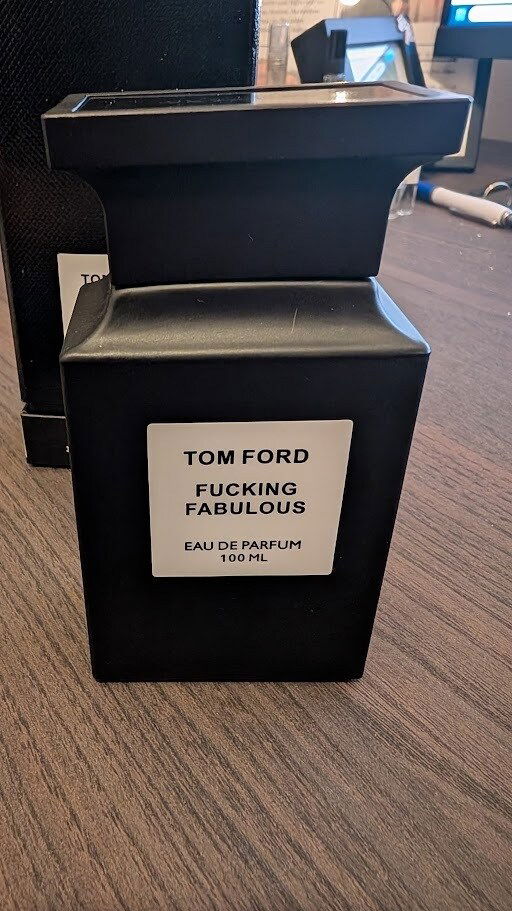 TOM FORD
FUCKING
FABULOUS
EAU DE PARFUM
100 ML